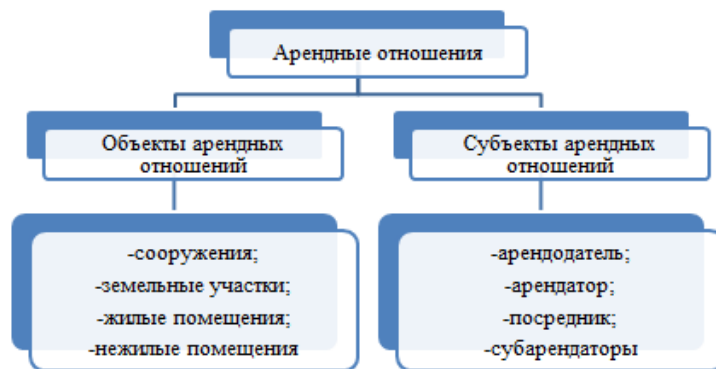 Арендные отношения
Объекты арендных
отношений
Субъекты арендных
отношений
-сооружения;
-земельные участки;
-жилые помещения;
-нежилые помещения
-арендодатель;
-арендатор;
-посредник;
-субарендаторы